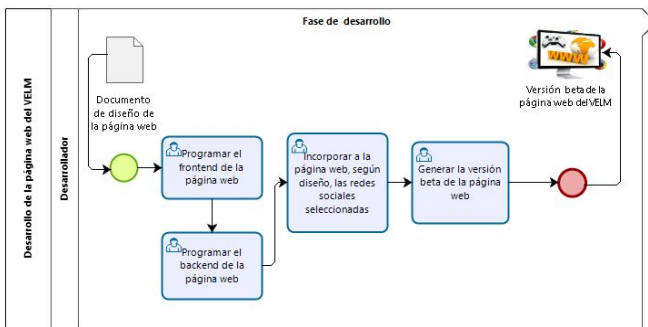 Fase de desarrollo
Desarrollo de la página web del VELM
Desarrollador
Documento
de diseño de
la página web
WWW
Versión beta de la
página web del VELM
Programar el
frontend de la
página web
Incorporar a la
página web, según
diseño, las redes
sociales
seleccionadas
Generar la versión
beta de la página
web
Programar el
backend de la
página web